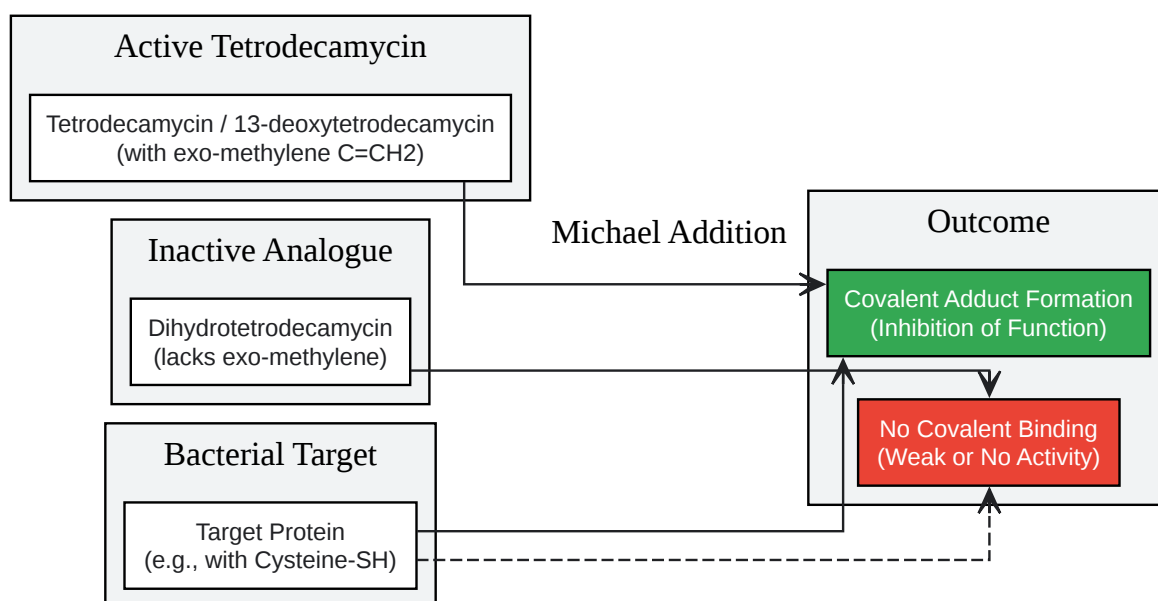 Active Tetrodecamycin
Tetrodecamycin / 13-deoxytetrodecamycin
(with exo-methylene C=CH2)
Michael Addition
Outcome
Inactive Analogue
Covalent Adduct Formation
(Inhibition of Function)
Dihydrotetrodecamycin
(lacks exo-methylene)
No Covalent Binding
(Weak or No Activity)
Bacterial Target
Target Protein
(e.g., with Cysteine-SH)